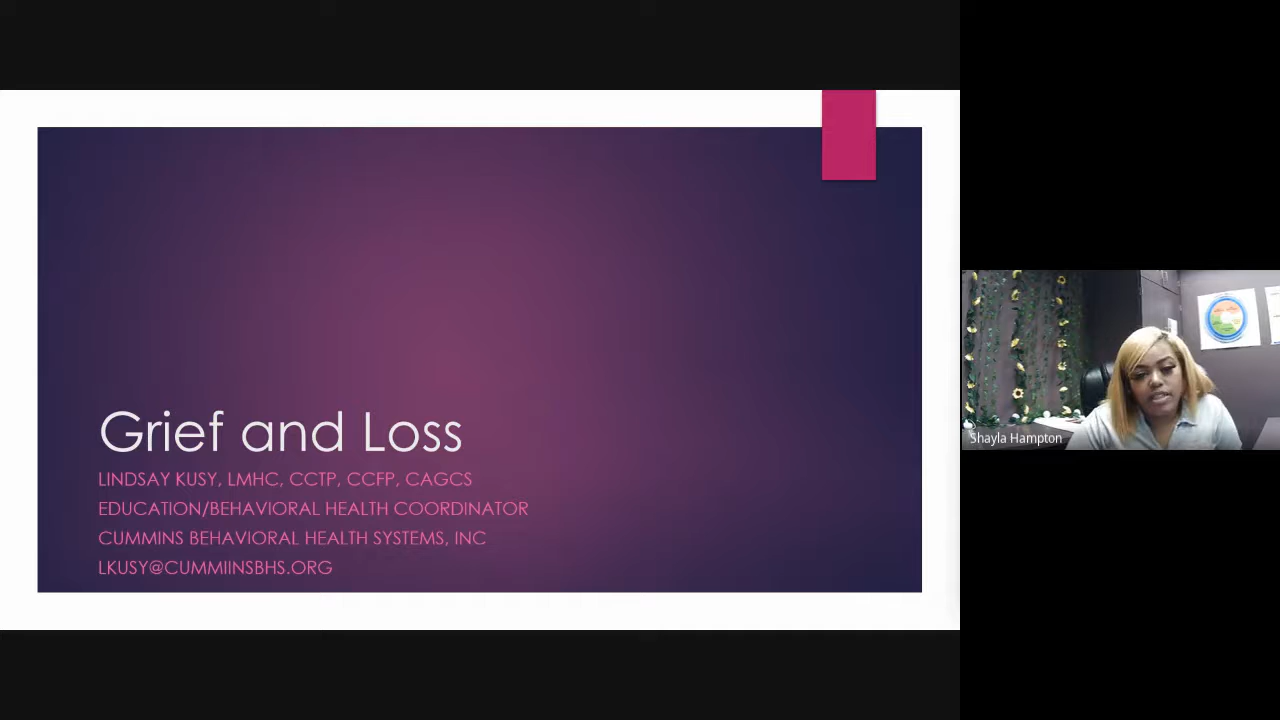 Grief and Loss
LINDSAY KUSY, LMHC, CCTP, CCFP, CAGCS
EDUCATION/BEHAVIORAL HEALTH COORDINATOR
CUMMINS BEHAVIORAL HEALTH SYSTEMS, INC
LKUSY@CUMMIINSBHS.ORG
Shayla Hampton